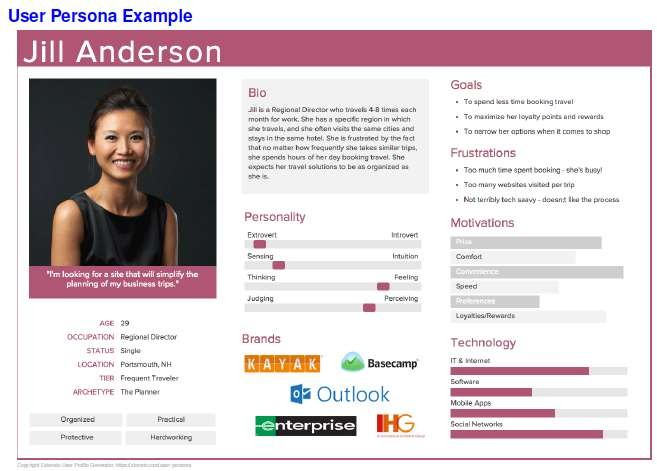 User Persona Example
Jill Anderson
"I'm looking for a site that will simplify the
planning of my business trips."
AGE 29
OCCUPATION Regional Director
STATUS Single
LOCATION Portsmouth, NH
TIER Frequent Traveler
ARCHETYPE The Planner
Organized Practical
Protective Hardworking
Bio
Jill is a Regional Director who travels 4-8 times each
month for work. She has a specific region in which
she travels, and she often visits the same cities and
stays in the same hotel. She is frustrated by the fact
that no matter how frequently she takes similar trips,
she spends hours of her day booking travel. She
expects her travel solutions to be as organized as
she is.
Personality
Extrovert Introvert
Sensing Intuition
Thinking Feeling
Judging Perceiving
Brands
KAYAK Basecamp
Outlook
enterprise IHG
Goals
• To spend less time booking travel
• To maximize her loyalty points and rewards
• To narrow her options when it comes to shop
Frustrations
• Too much time spent booking - she's busy!
• Too many websites visited per trip
• Not terribly tech saavy - doesn;t like the process
Motivations
Price
Comfort
Convenience
Speed
Preferences
Loyalties/Rewards
Technology
IT & Internet
Software
Mobile Apps
Social Networks